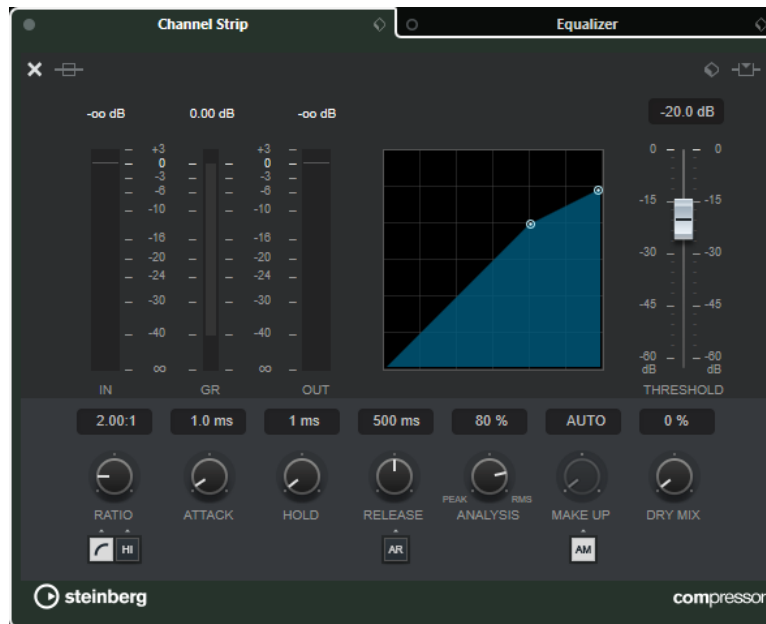 Channel Strip Equalizer
-oo dB 0.00 dB -oo dB -20.0 dB
+3 +3 0 0
0 0
-3 -3
-6 -6
-10 -10 -15 -15
-16 -16
-20 -20 -30 -30
-24 -24
-30 -30 -45 -45
-40 -40
∞ ∞ -60 -60
dB dB
IN GR OUT THRESHOLD
2.00:1 1.0 ms 1 ms 500 ms 80 % AUTO 0 %
PEAK RMS
RATIO ATTACK HOLD RELEASE ANALYSIS MAKE UP DRY MIX
HI AR AM
steinberg compressor